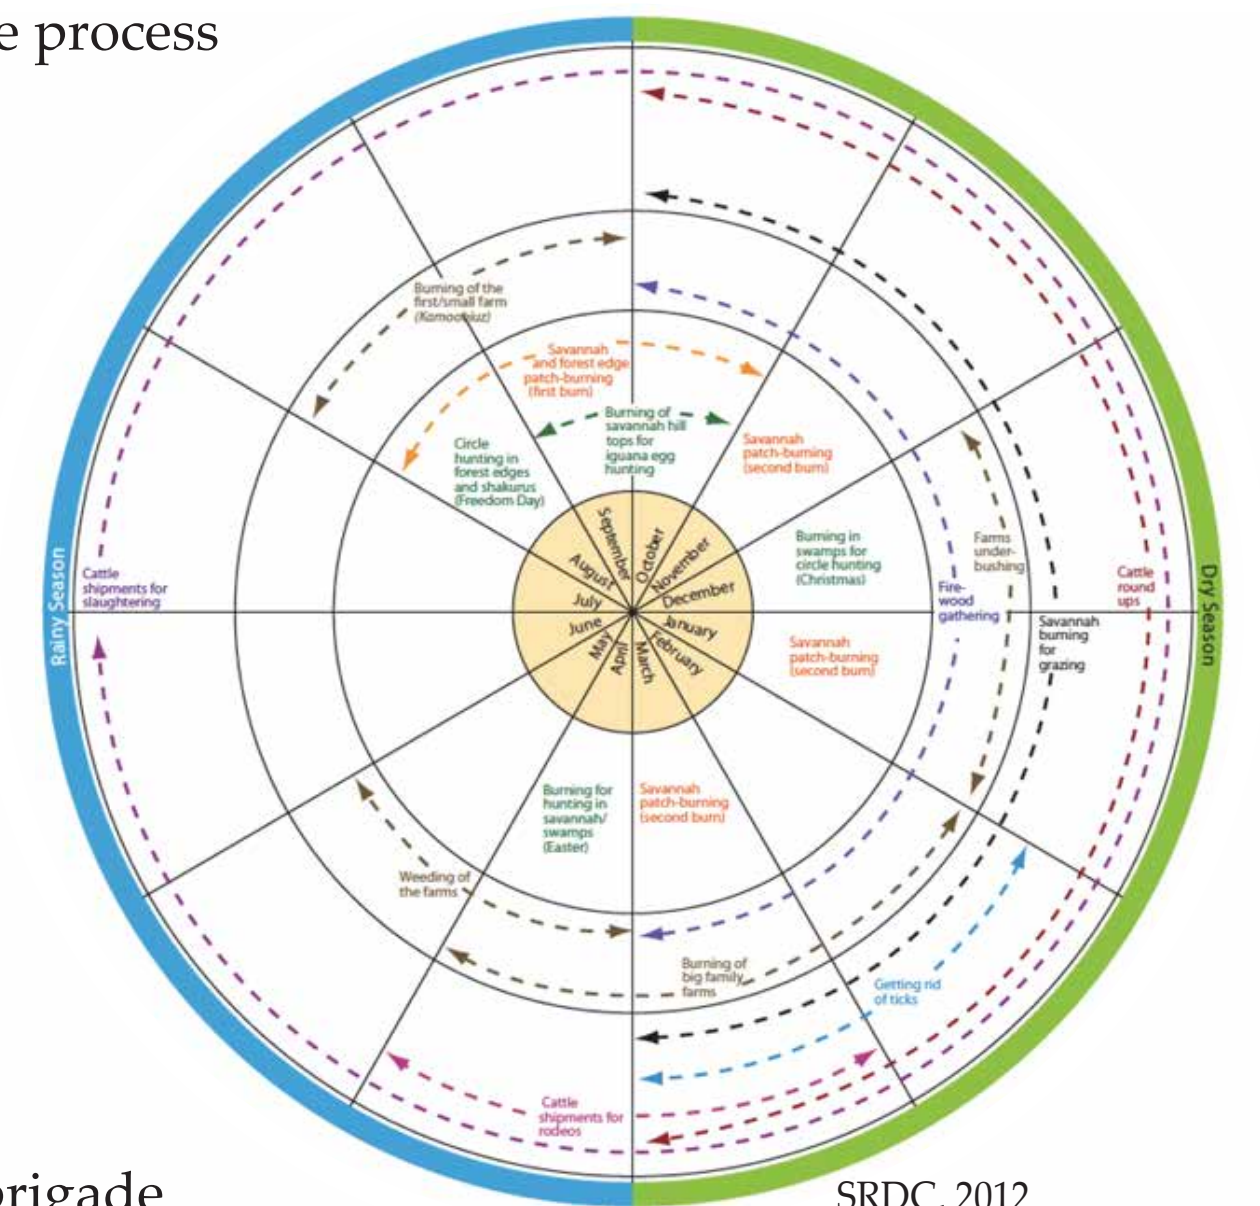 e process
Burning of the
first/small farm
(Kamoobiuz)
Savannah
and forest edge
patch-burning
(first burn)
Burning of
savannah hill
tops for
iguana egg
hunting
Circle
hunting in
forest edges
and shakurus
(Freedom Day)
Savannah
patch-burning
(second burn)
Burning in
swamps for
circle hunting
(Christmas)
Farms
under-
bushing
Fire-
wood
gathering
Cattle
round
ups
Savannah
burning
for
grazing
Dry Season
Rainy Season
Cattle
shipments for
slaughtering
September
October
August
November
July
December
June
January
May
February
April
March
Savannah
patch-burning
(second burn)
Burning for
hunting in
savannah/
swamps
(Easter)
Savannah
patch-burning
(second burn)
Weeding of
the farms
Burning of
big family
farms
Getting rid
of ticks
Cattle
shipments for
rodeos
origade
SRDC, 2012